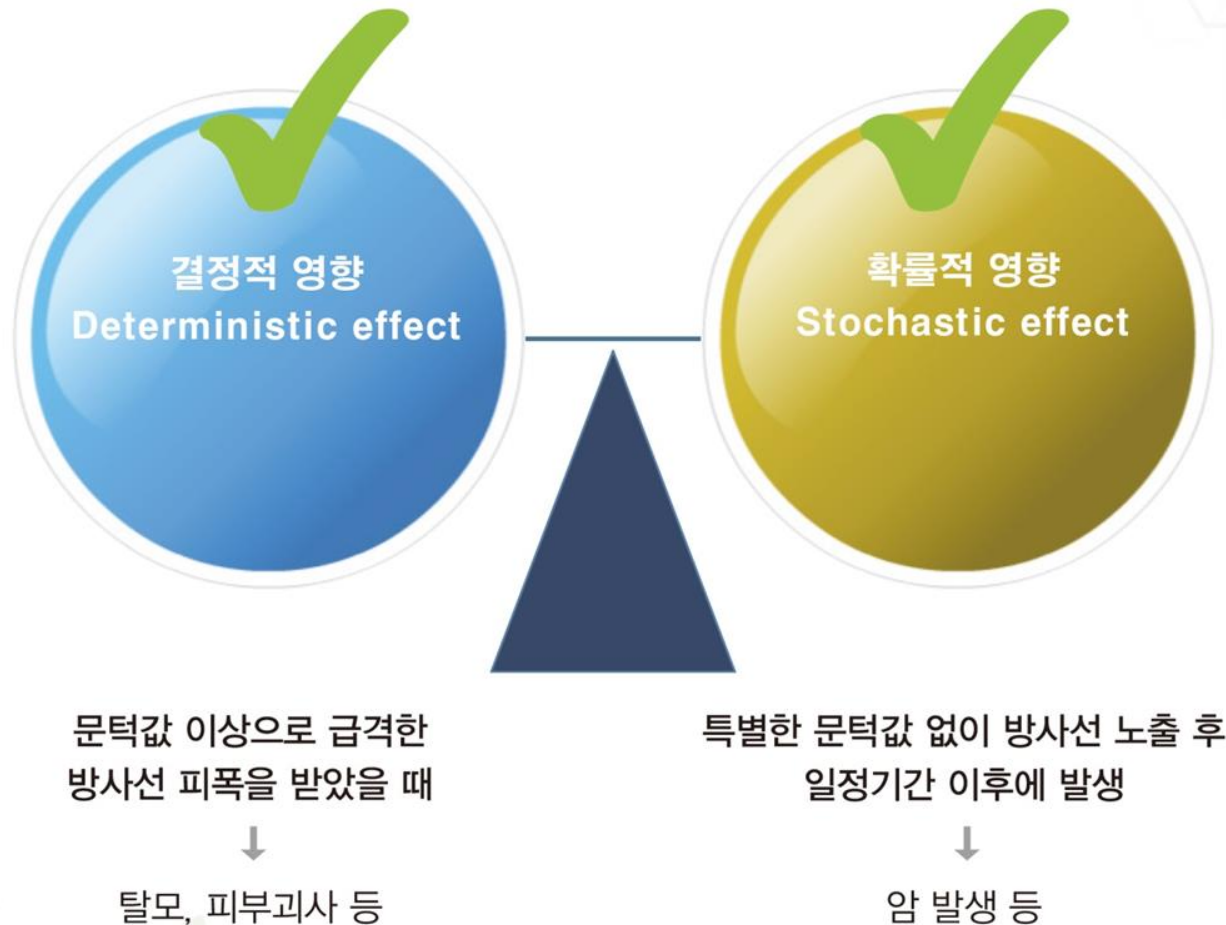 결정적 영향
Deterministic effect
확률적 영향
Stochastic effect
문턱값 이상으로 급격한
방사선 피폭을 받았을 때
탈모, 피부괴사 등
특별한 문턱값 없이 방사선 노출 후
일정기간 이후에 발생
암 발생 등